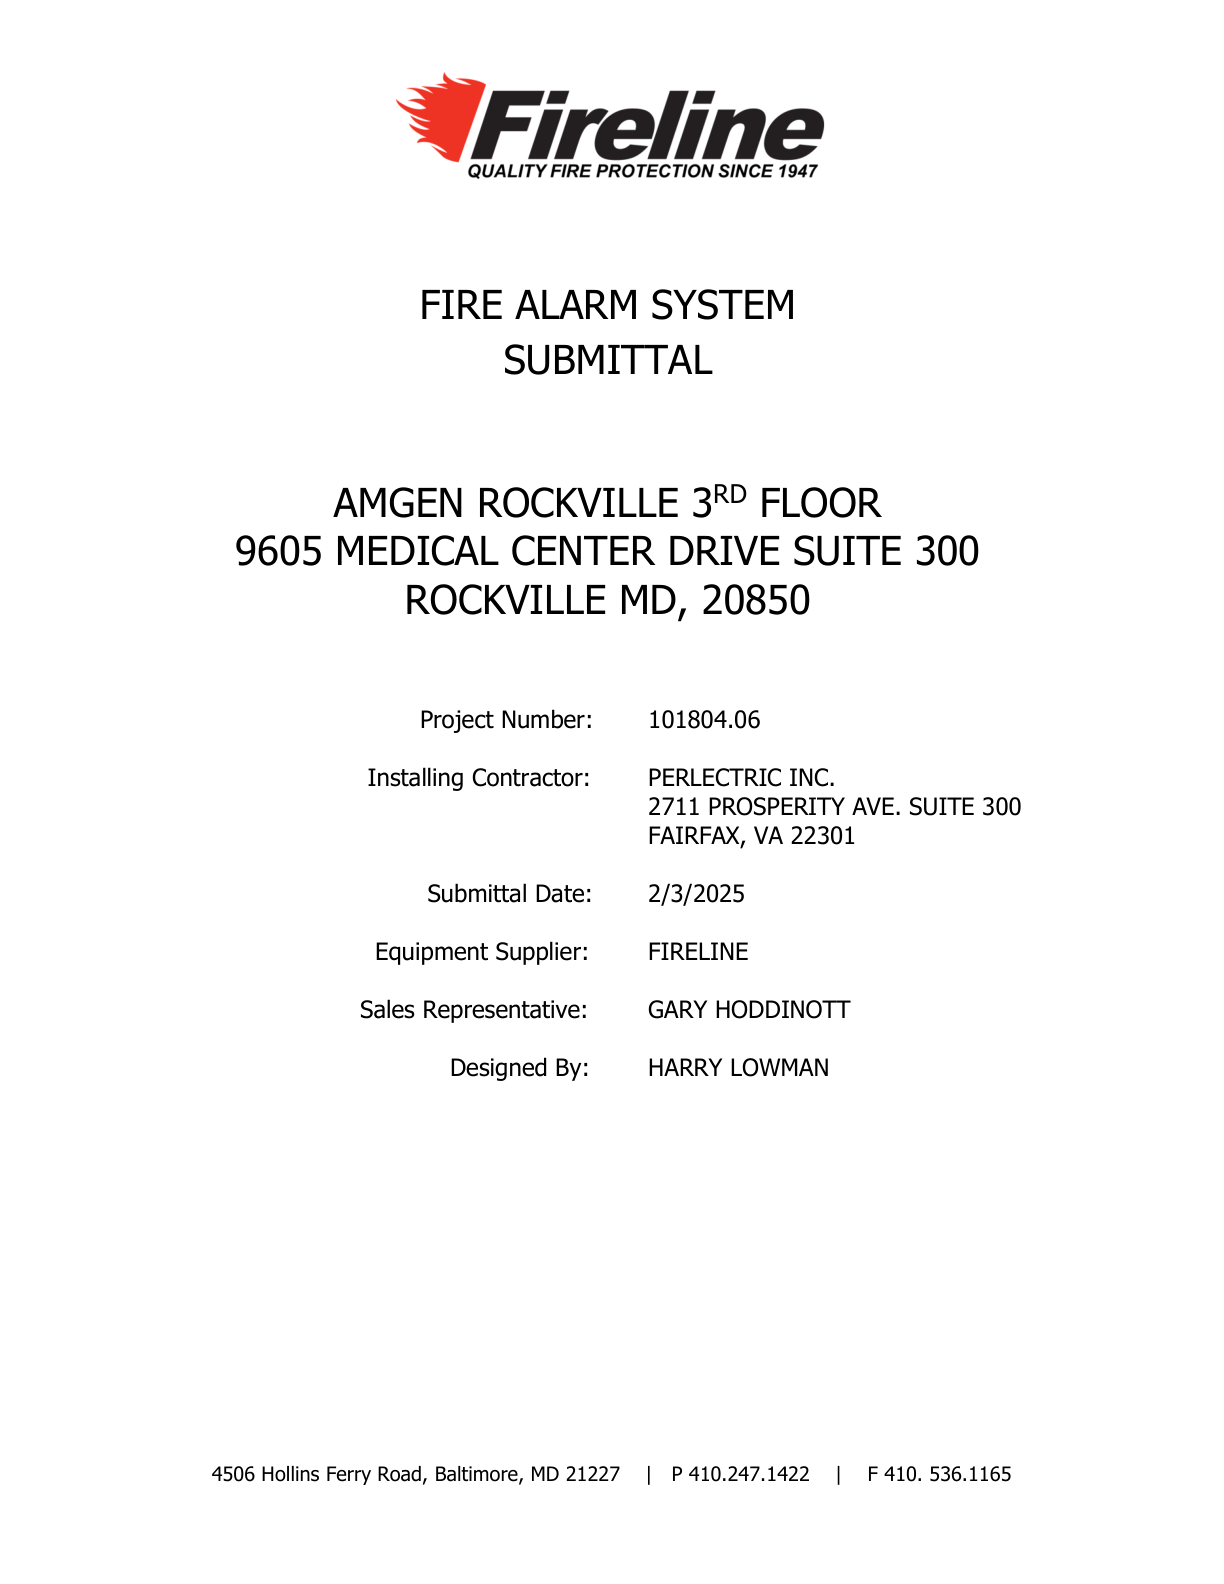 Fireline
QUALITY FIRE PROTECTION SINCE 1947
FIRE ALARM SYSTEM
SUBMITTAL
AMGEN ROCKVILLE 3RD FLOOR
9605 MEDICAL CENTER DRIVE SUITE 300
ROCKVILLE MD, 20850
Project Number: 101804.06
Installing Contractor: PERLECTRIC INC.
2711 PROSPERITY AVE. SUITE 300
FAIRFAX, VA 22301
Submittal Date: 2/3/2025
Equipment Supplier: FIRELINE
Sales Representative: GARY HODDINOTT
Designed By: HARRY LOWMAN
4506 Hollins Ferry Road, Baltimore, MD 21227 | P 410.247.1422 | F 410. 536.1165